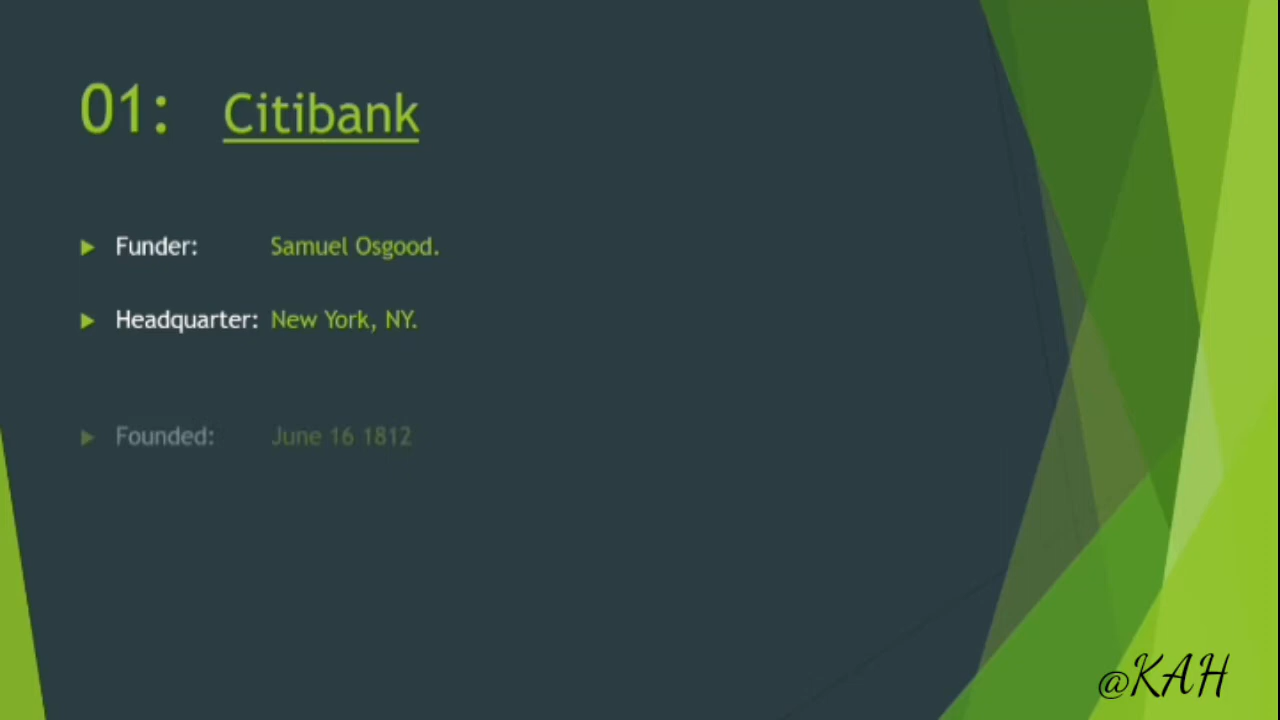 01: Citibank
Funder: Samuel Osgood.
Headquarter: New York, NY.
Founded: June 16 1812
@KAH